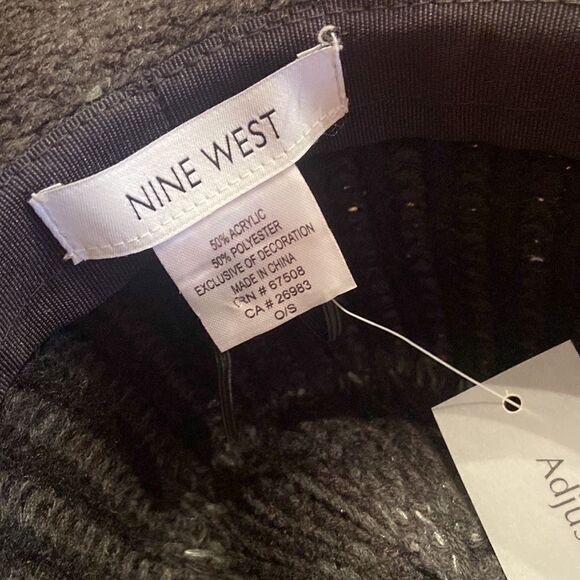 NINE WEST
50% ACRYLIC
50% POLYESTER
EXCLUSIVE OF DECORATION
MADE IN CHINA
RN # 67508
CA # 26983
O/S
Adjus